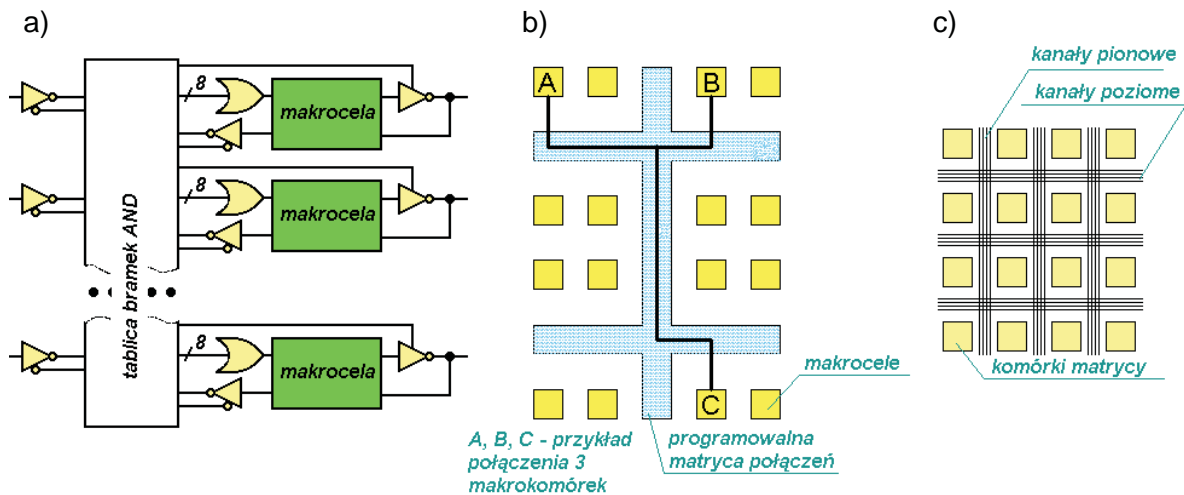 a)
8
makrocela
8
makrocela
tablica bramek AND
8
makrocela
b)
A
B
C
makrocele
A, B, C - przykład
połączenia 3
makrokomórek
programowalna
matryca połączeń
c)
kanały pionowe
kanały poziome
komórki matrycy